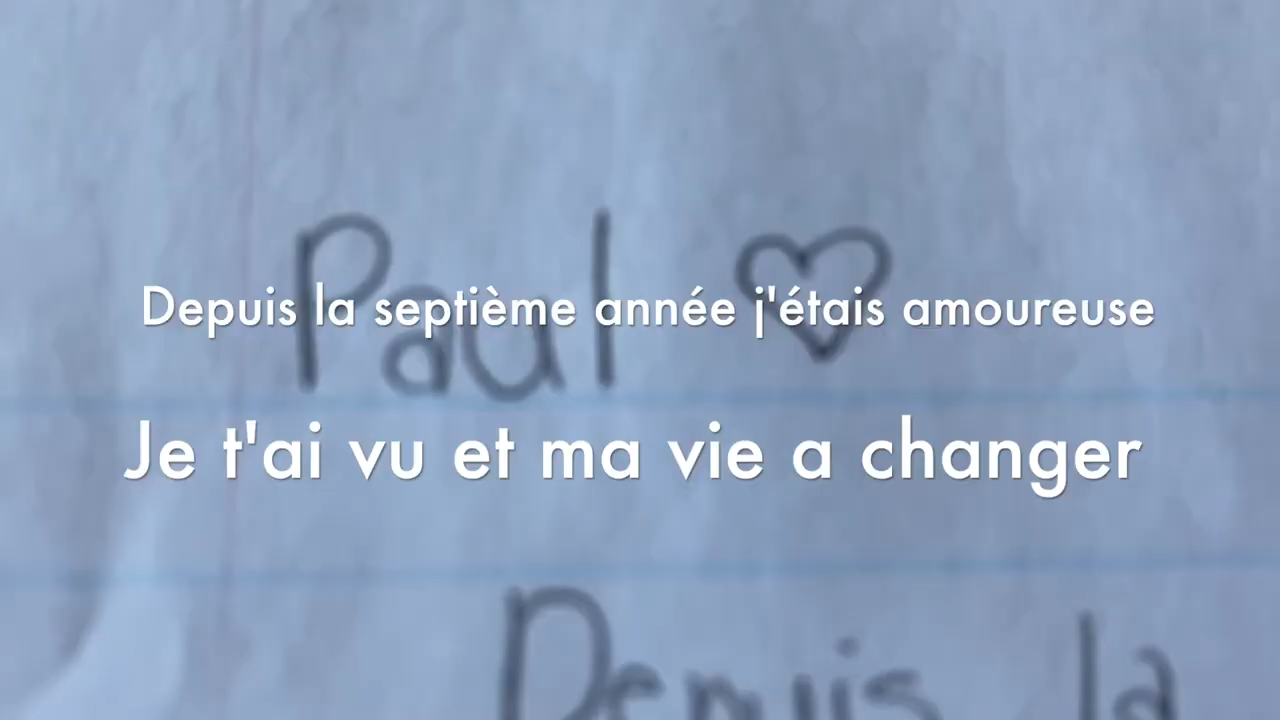 Paul ♡
Depuis la septième année j'étais amoureuse
Je t'ai vu et ma vie a changer
Depuis la